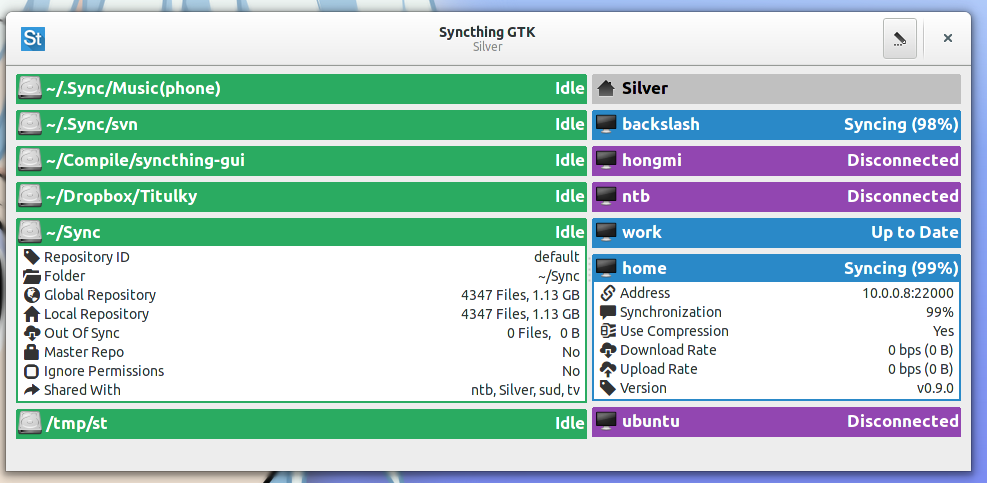 St
Syncthing GTK
Silver
~/.Sync/Music(phone) Idle
~/.Sync/svn Idle
~/Compile/syncthing-gui Idle
~/Dropbox/Titulky Idle
~/Sync Idle
Repository ID default
Folder ~/Sync
Global Repository 4347 Files, 1.13 GB
Local Repository 4347 Files, 1.13 GB
Out Of Sync 0 Files, 0 B
Master Repo No
Ignore Permissions No
Shared With ntb, Silver, sud, tv
/tmp/st Idle
Silver
backslash Syncing (98%)
hongmi Disconnected
ntb Disconnected
work Up to Date
home Syncing (99%)
Address 10.0.0.8:22000
Synchronization 99%
Use Compression Yes
Download Rate 0 bps (0 B)
Upload Rate 0 bps (0 B)
Version v0.9.0
ubuntu Disconnected